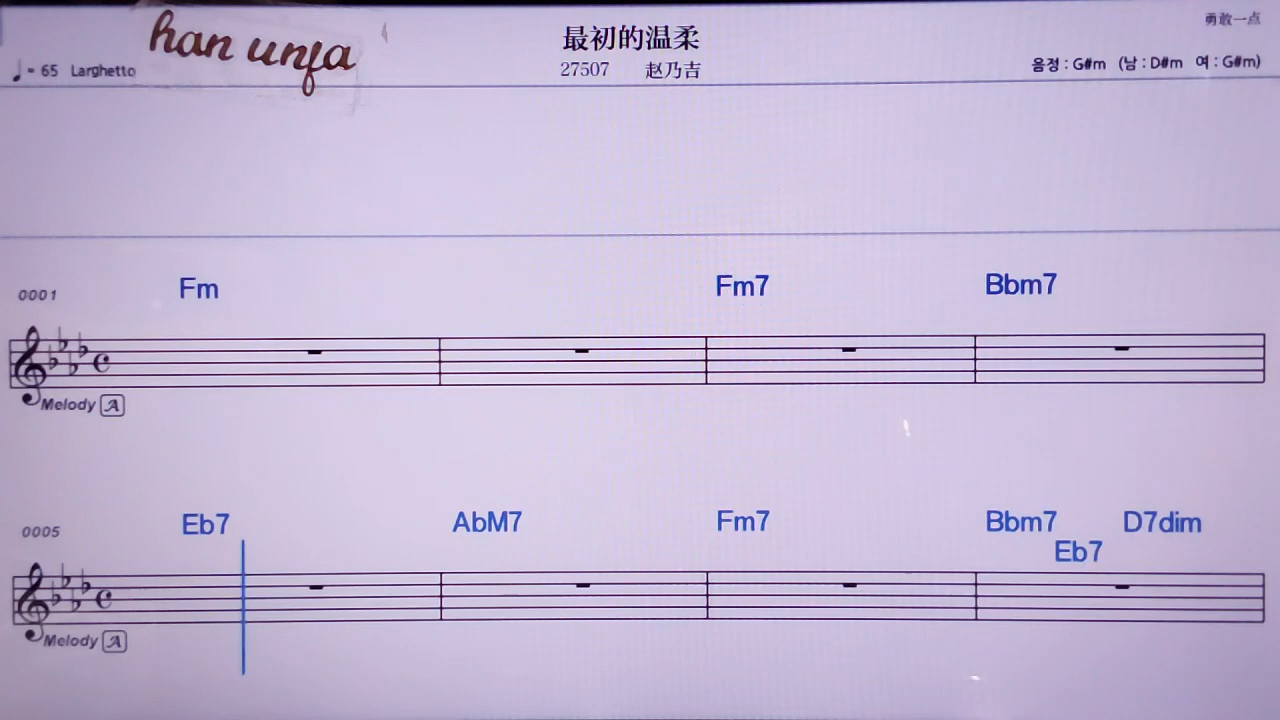 han unfa
最初的温柔
勇敢一点
♩= 65 Larghetto
27507 赵乃吉
음정 : G#m (남 : D#m 여 : G#m)
0001
Fm Fm7 Bbm7
Melody A
0005
Eb7 AbM7 Fm7 Bbm7 D7dim
Eb7
Melody A